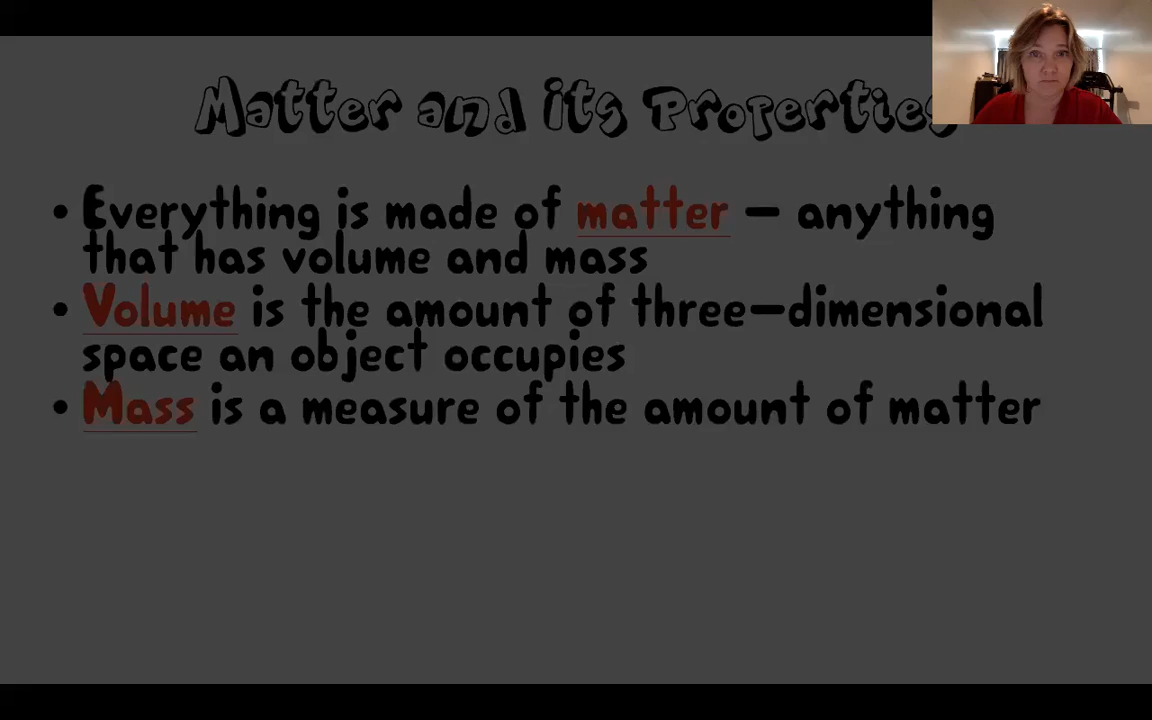 Matter and its Properties
• Everything is made of matter – anything
that has volume and mass
• Volume is the amount of three-dimensional
space an object occupies
• Mass is a measure of the amount of matter